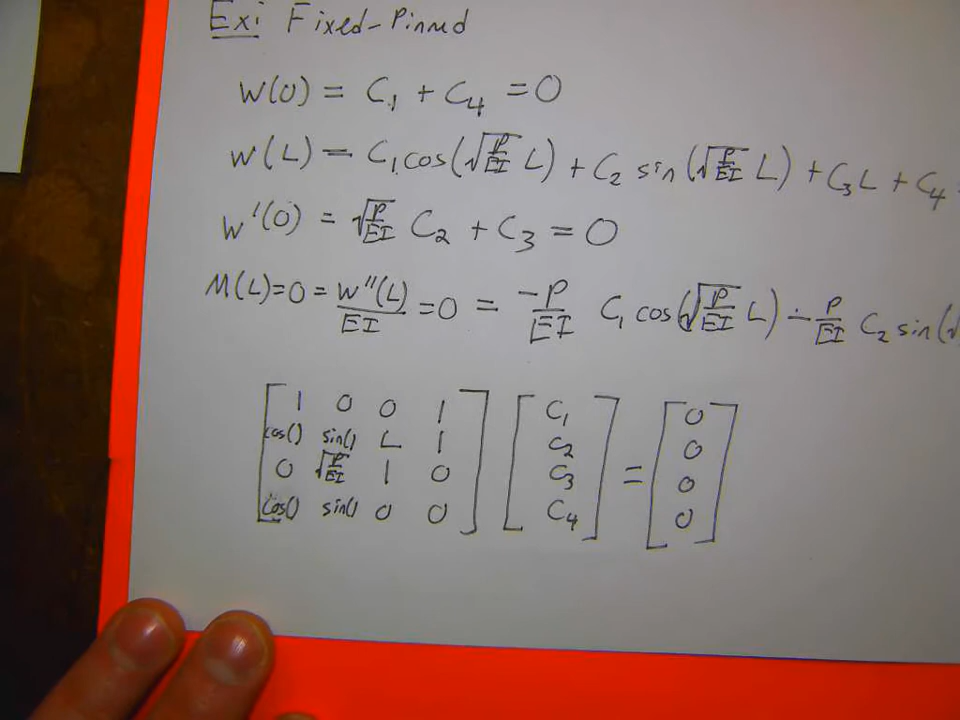 Ex: Fixed-Pinned
w(0) = C₁ + C₄ = 0
w(L) = C₁cos(√(P/EI) L) + C₂ sin(√(P/EI) L) + C₃L + C₄
w'(0) = √(P/EI) C₂ + C₃ = 0
M(L)=0 = w''(L)/EI = 0 = -P/EI C₁ cos(√(P/EI) L) - P/EI C₂ sin(√
[1 0 0 1] [C₁] [0]
[cos() sin() L 1] [C₂] [0]
[0 √(P/EI) 1 0] [C₃] = [0]
[cos() sin() 0 0] [C₄] [0]